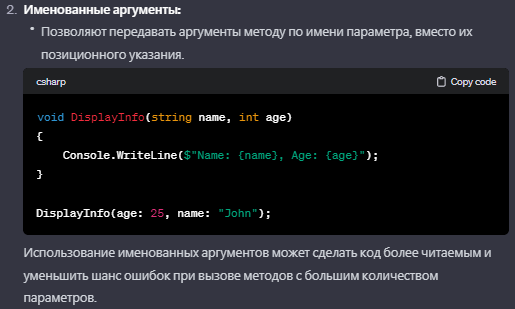 2. Именованные аргументы:
• Позволяют передавать аргументы методу по имени параметра, вместо их
позиционного указания.
csharp Copy code
void DisplayInfo(string name, int age)
{
    Console.WriteLine($"Name: {name}, Age: {age}");
}
DisplayInfo(age: 25, name: "John");
Использование именованных аргументов может сделать код более читаемым и
уменьшить шанс ошибок при вызове методов с большим количеством
параметров.